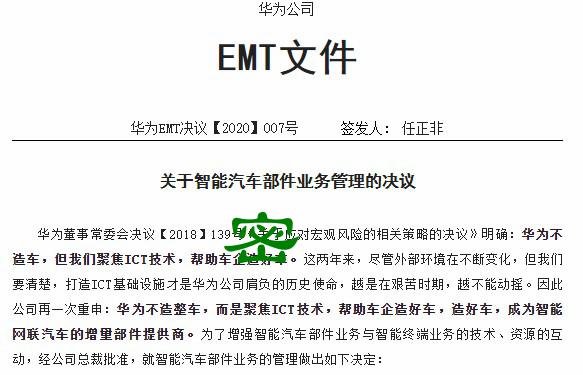 华为公司
EMT文件
华为EMT决议【2020】007号 签发人: 任正非
关于智能汽车部件业务管理的决议
华为董事常委会决议【2018】139号《关于应对宏观风险的相关策略的决议》明确: 华为不
造车,但我们聚焦ICT技术,帮助车企造好车。这两年来,尽管外部环境在不断变化,但我们
要清楚,打造ICT基础设施才是华为公司肩负的历史使命,越是在艰苦时期,越不能动摇。因此
公司再一次重申: 华为不造整车,而是聚焦ICT技术,帮助车企造好车,造好车,成为智能
网联汽车的增量部件提供商。为了增强智能汽车部件业务与智能终端业务的技术、资源的互
动,经公司总裁批准,就智能汽车部件业务的管理做出如下决定:
密